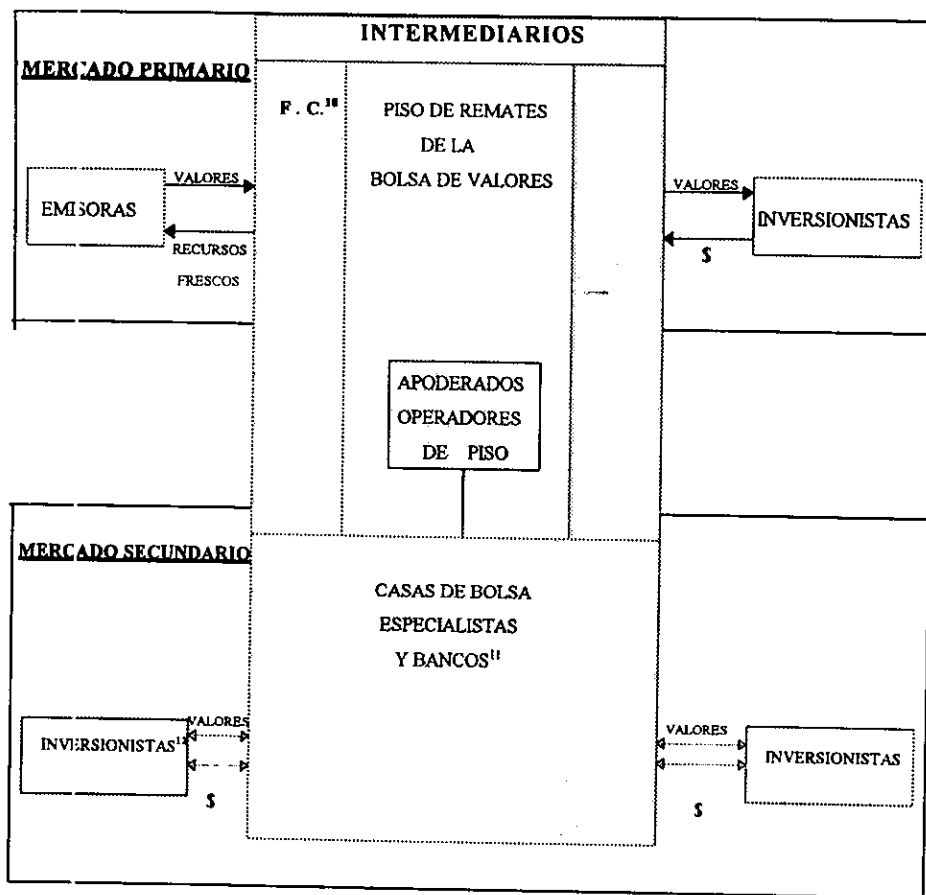 INTERMEDIARIOS
MERCADO PRIMARIO
F . C.¹⁰
PISO DE REMATES
DE LA
BOLSA DE VALORES
VALORES
EMISORAS
RECURSOS
FRESCOS
VALORES
INVERSIONISTAS
$
APODERADOS
OPERADORES
DE PISO
MERCADO SECUNDARIO
CASAS DE BOLSA
ESPECIALISTAS
Y BANCOS¹¹
VALORES
INVERSIONISTAS¹²
$
VALORES
INVERSIONISTAS
$